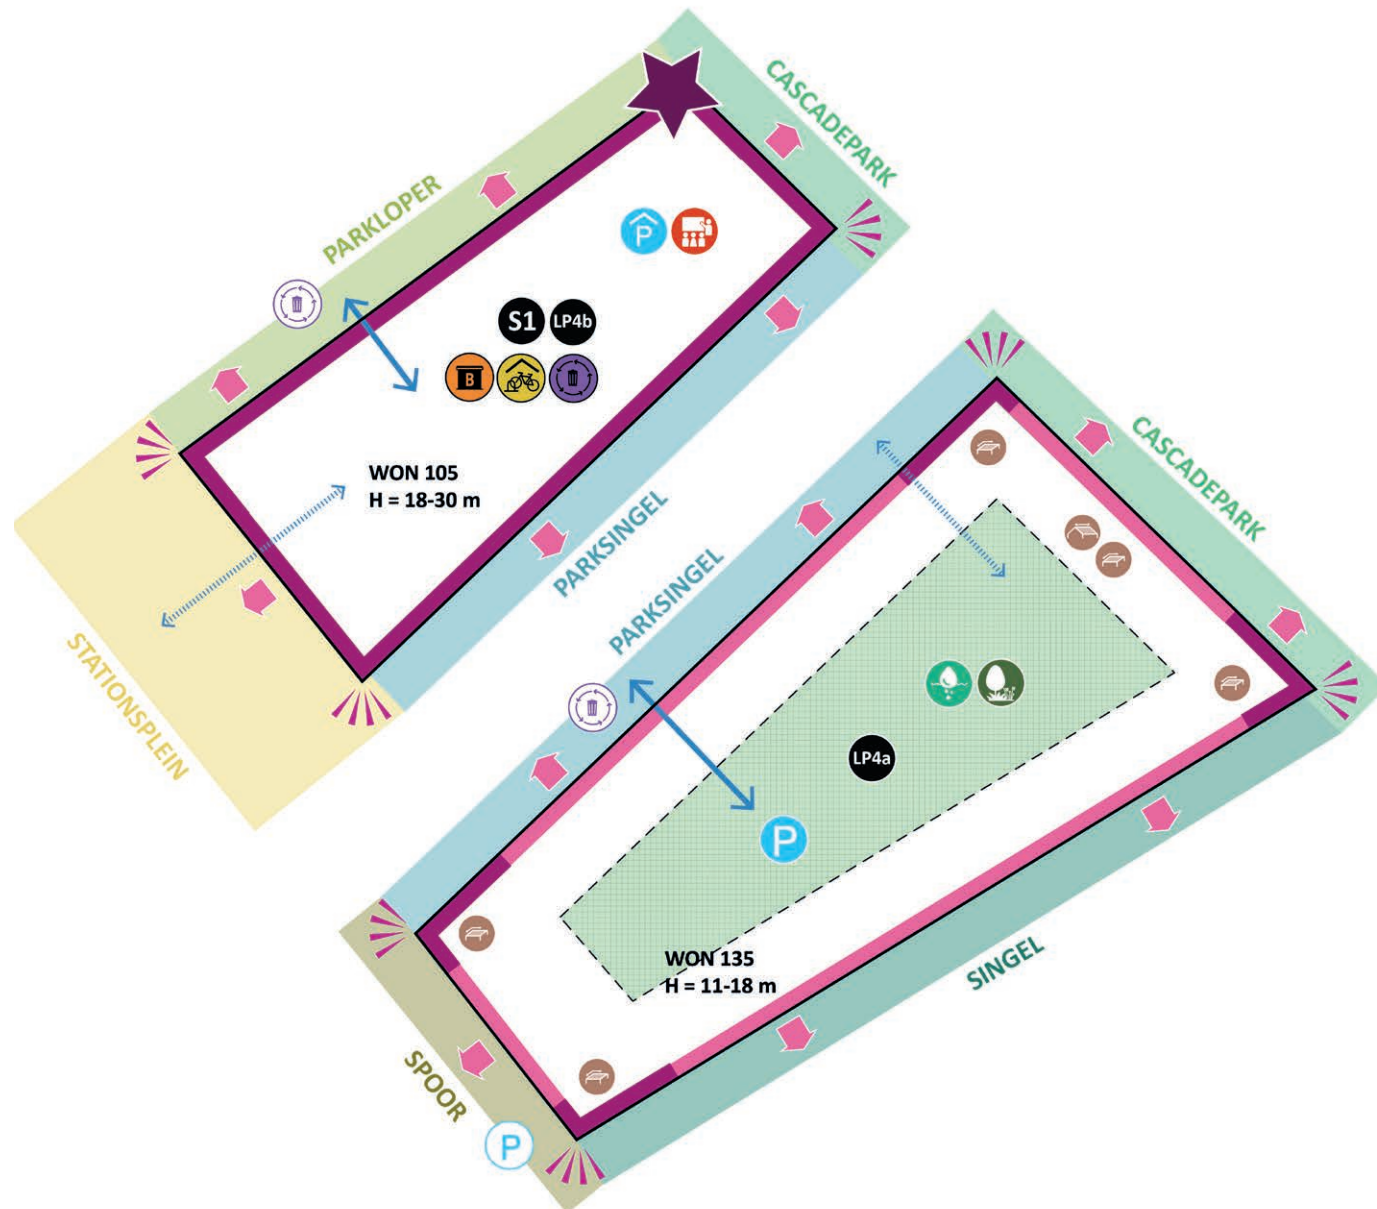 CASCADEPARK
PARKLOPER
P
S1
LP4b
B
WON 105
H = 18-30 m
PARKSINGEL
STATIONSPLEIN
CASCADEPARK
PARKSINGEL
LP4a
P
WON 135
H = 11-18 m
SINGEL
SPOOR
P